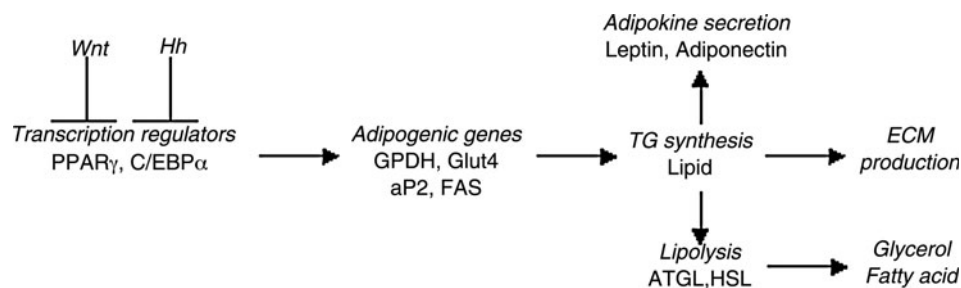 Wnt
Hh
Transcription regulators
PPARγ, C/EBPα
Adipogenic genes
GPDH, Glut4
aP2, FAS
Adipokine secretion
Leptin, Adiponectin
TG synthesis
Lipid
ECM
production
Lipolysis
ATGL,HSL
Glycerol
Fatty acid